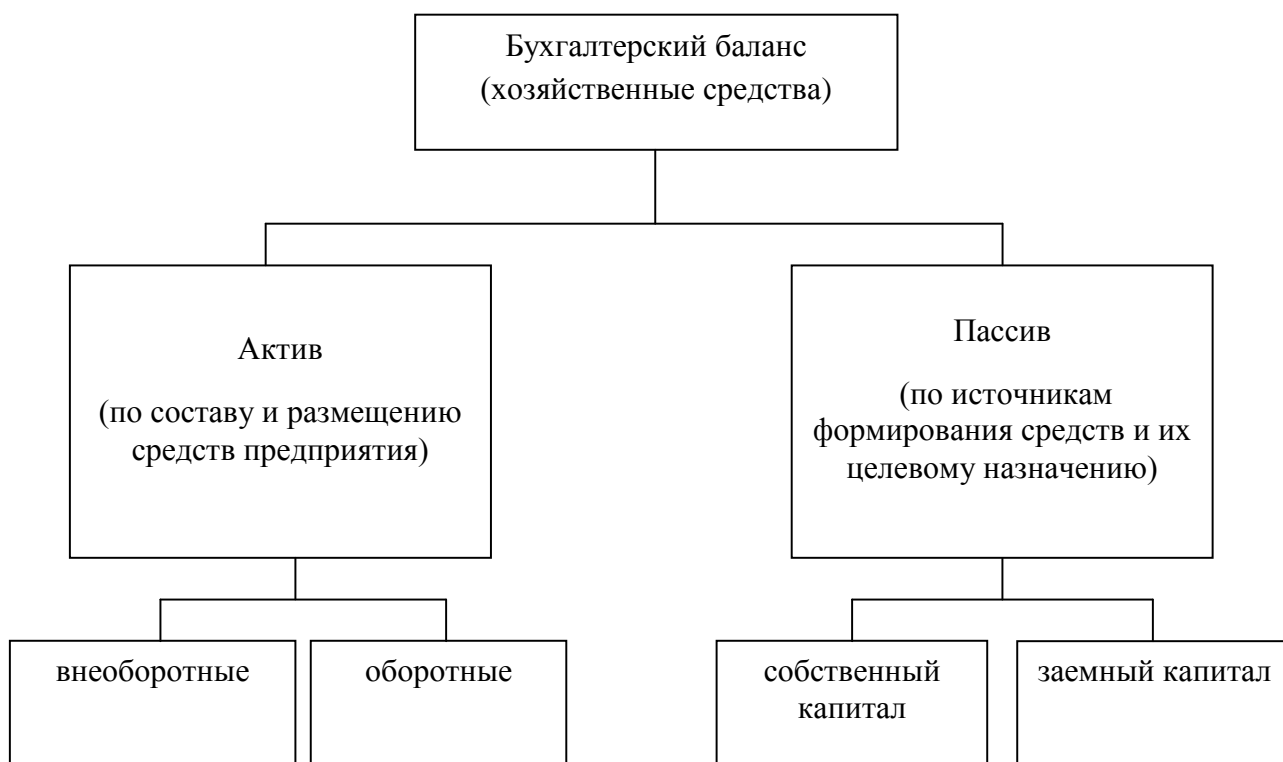 Бухгалтерский баланс
(хозяйственные средства)
Актив
(по составу и размещению
средств предприятия)
Пассив
(по источникам
формирования средств и их
целевому назначению)
внеоборотные
оборотные
собственный
капитал
заемный капитал